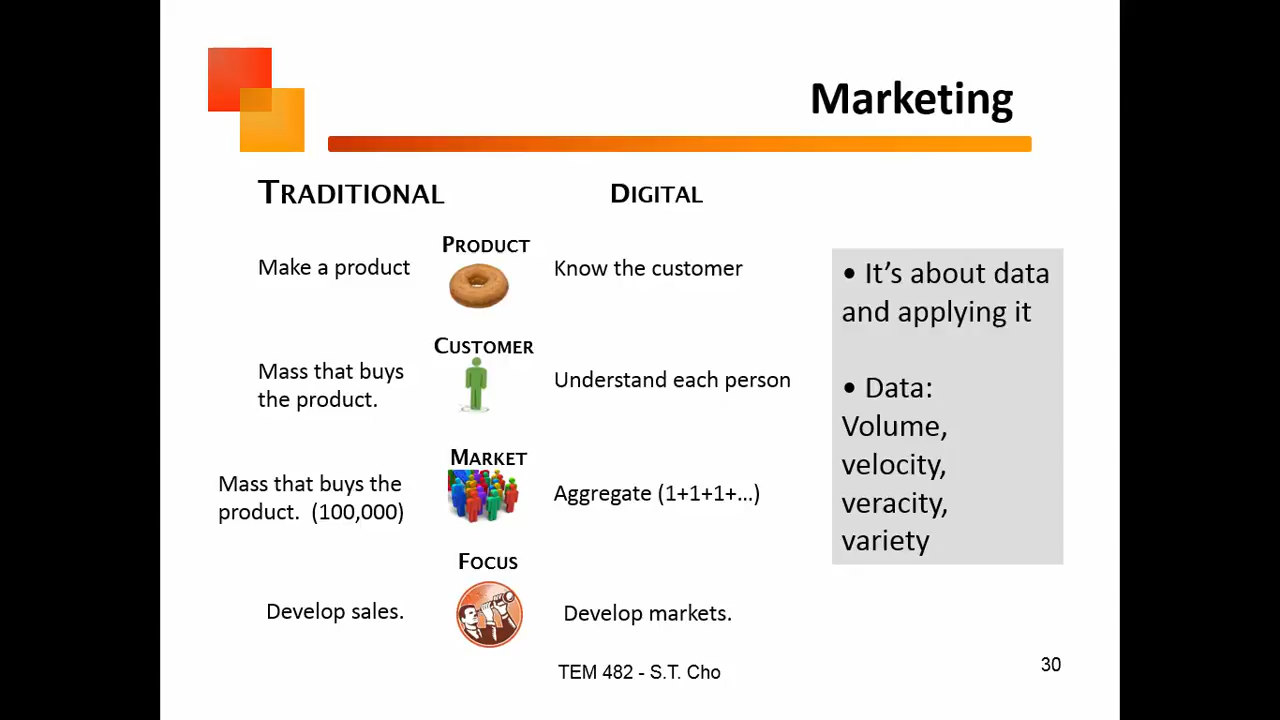 Marketing
TRADITIONAL
DIGITAL
PRODUCT
Make a product
Know the customer
CUSTOMER
Mass that buys
the product.
Understand each person
MARKET
Mass that buys the
product.  (100,000)
Aggregate (1+1+1+...)
FOCUS
Develop sales.
Develop markets.
• It’s about data
and applying it
• Data:
Volume,
velocity,
veracity,
variety
TEM 482 - S.T. Cho
30